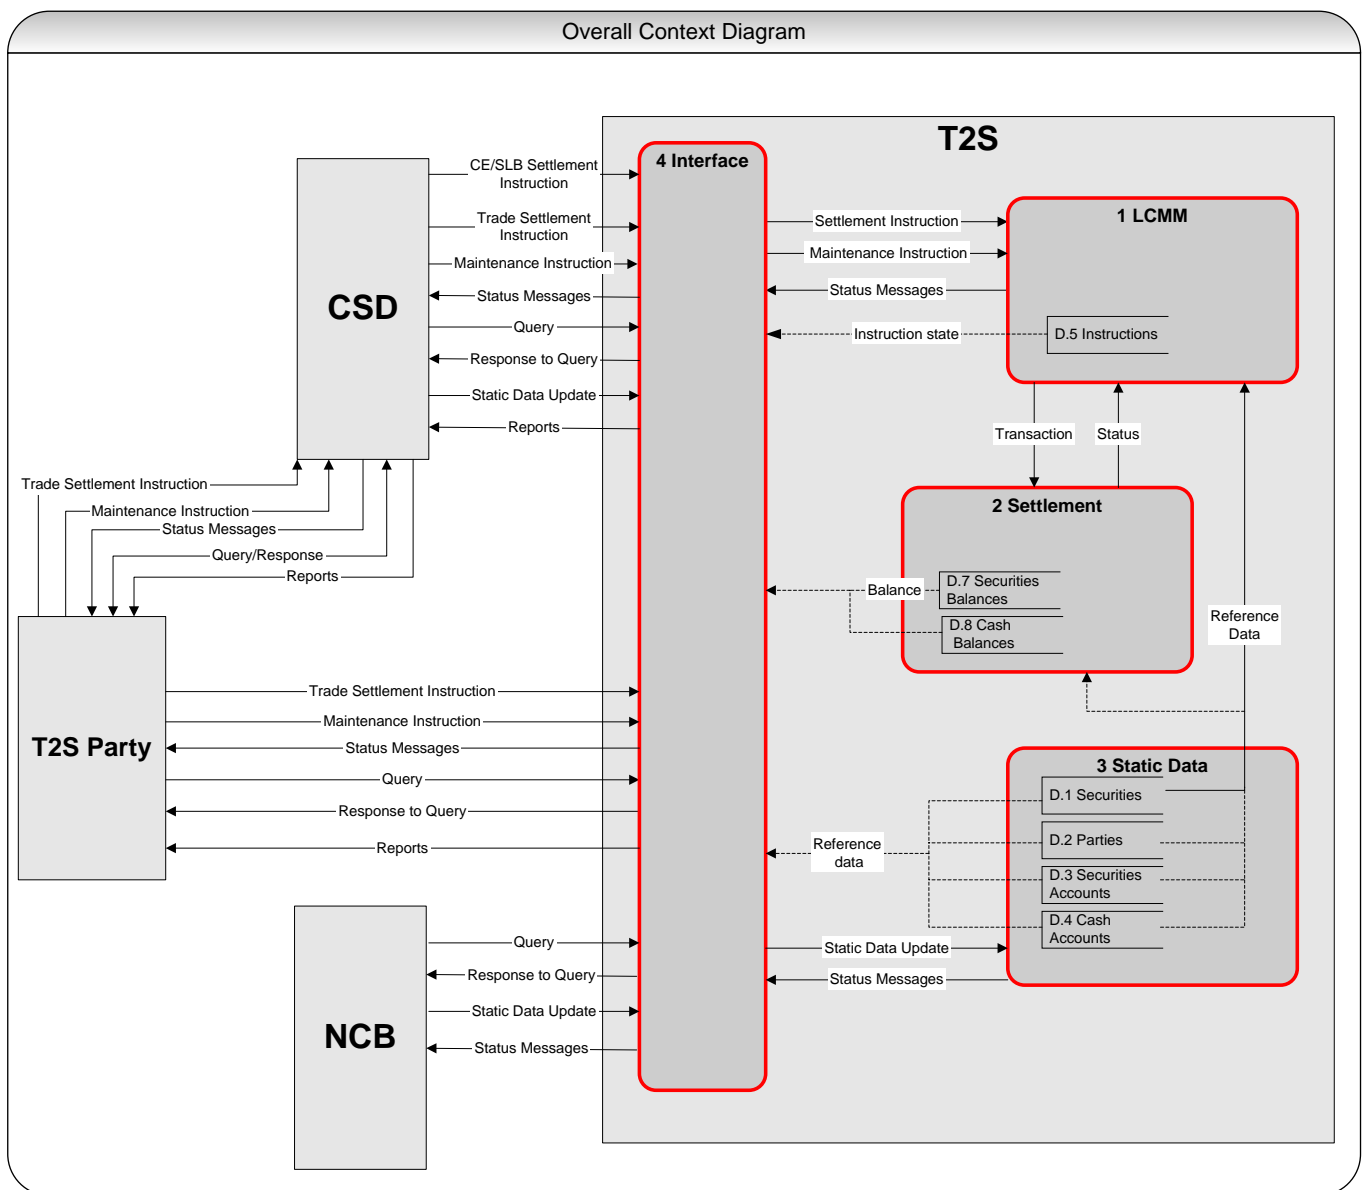 Overall Context Diagram
T2S
4 Interface
CE/SLB Settlement
Instruction
Trade Settlement
Instruction
Maintenance Instruction
Status Messages
Query
Response to Query
Static Data Update
Reports
CSD
Settlement Instruction
Maintenance Instruction
Status Messages
Instruction state
1 LCMM
D.5 Instructions
Transaction
Status
Trade Settlement Instruction
Maintenance Instruction
Status Messages
Query/Response
Reports
2 Settlement
D.7 Securities
Balances
D.8 Cash
Balances
Balance
Reference
Data
T2S Party
Trade Settlement Instruction
Maintenance Instruction
Status Messages
Query
Response to Query
Reports
3 Static Data
D.1 Securities
D.2 Parties
D.3 Securities
Accounts
D.4 Cash
Accounts
Reference
data
Static Data Update
Status Messages
NCB
Query
Response to Query
Static Data Update
Status Messages